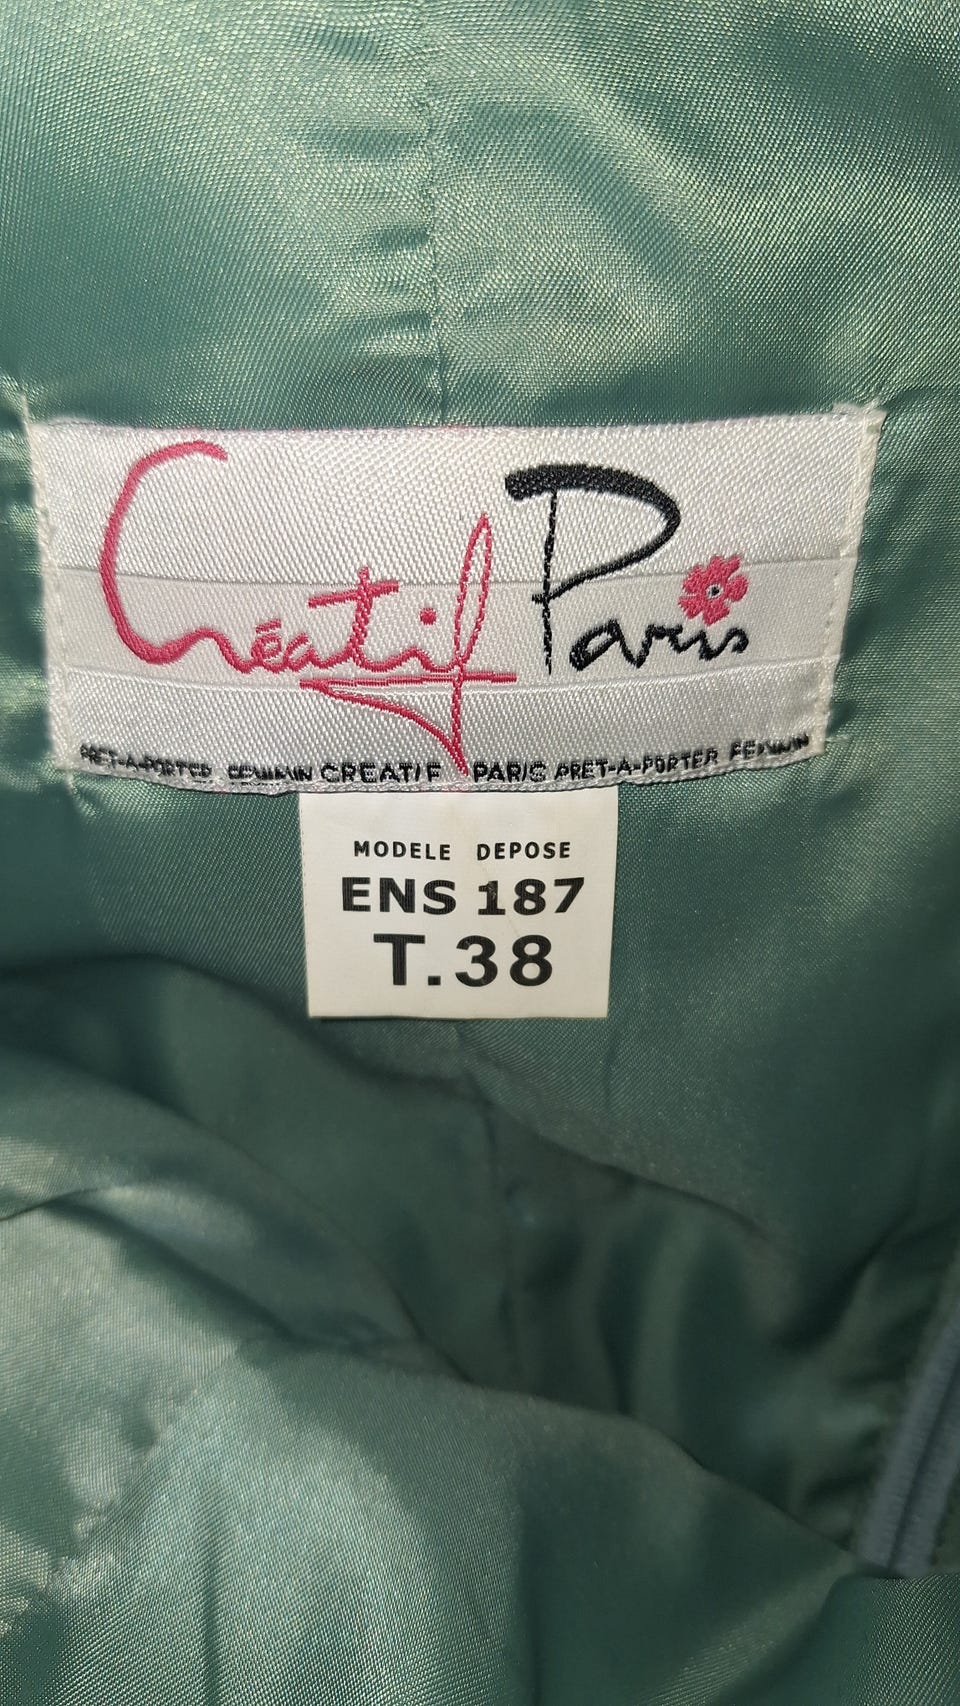 Créatif Paris
PRET-A-PORTER FEMININ CREATIF PARIS PRET-A-PORTER FEMININ
MODELE DEPOSE
ENS 187
T.38